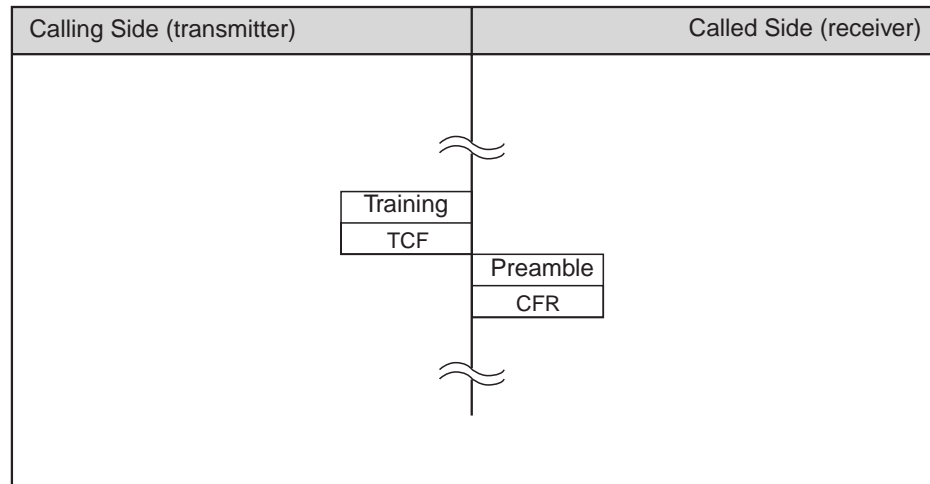 Calling Side (transmitter)
Called Side (receiver)
Training
TCF
Preamble
CFR